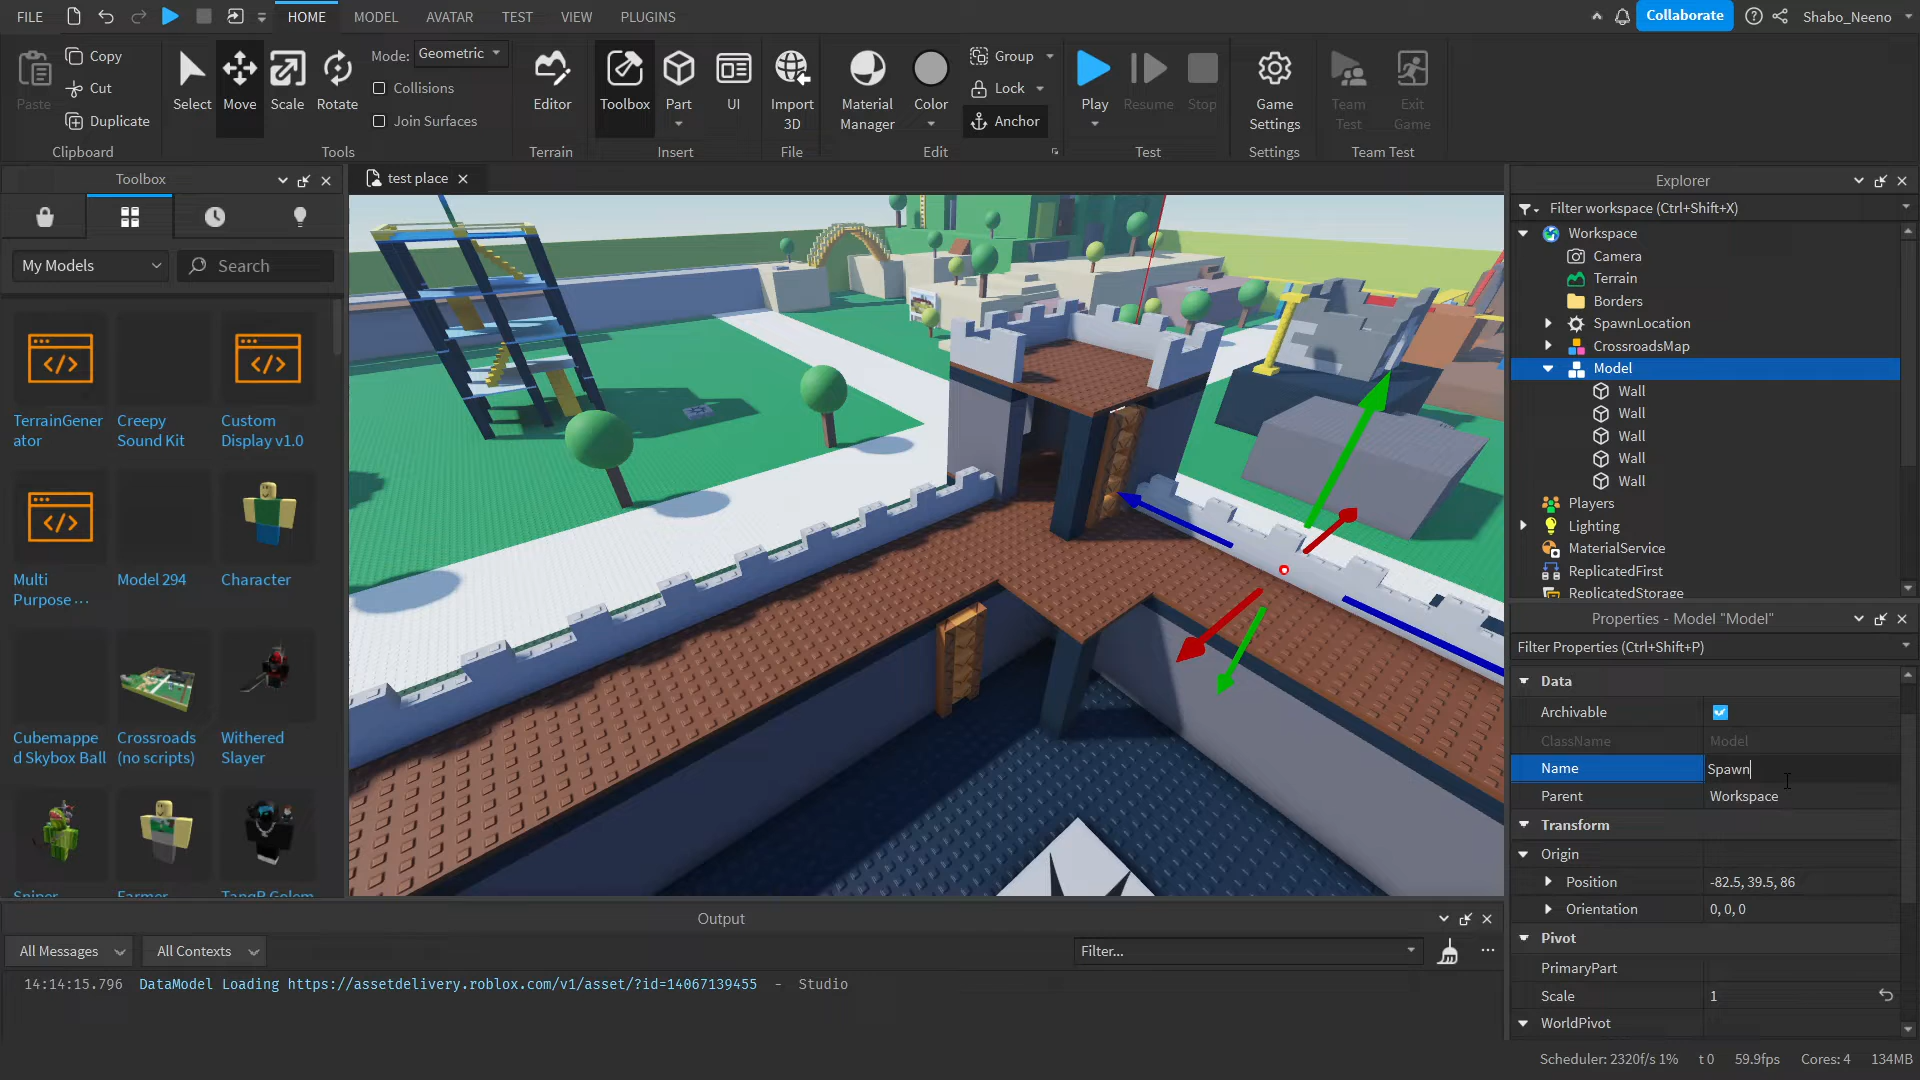 FILE
HOME
MODEL
AVATAR
TEST
VIEW
PLUGINS
Collaborate
Shabo_Neeno
Paste
Copy
Cut
Duplicate
Clipboard
Select
Move
Scale
Rotate
Mode:
Geometric
Collisions
Join Surfaces
Tools
Editor
Terrain
Toolbox
Part
UI
Insert
Import
3D
File
Material
Manager
Color
Group
Lock
Anchor
Edit
Play
Resume
Stop
Test
Game
Settings
Settings
Team
Test
Exit
Game
Team Test
Toolbox
My Models
Search
TerrainGener
ator
Creepy
Sound Kit
Custom
Display v1.0
Multi
Purpose ...
Model 294
Character
Cubemappe
d Skybox Ball
Crossroads
(no scripts)
Withered
Slayer
Sniper
Farmer
TanqR Golem
test place
Explorer
Filter workspace (Ctrl+Shift+X)
Workspace
Camera
Terrain
Borders
SpawnLocation
CrossroadsMap
Model
Wall
Wall
Wall
Wall
Wall
Players
Lighting
MaterialService
ReplicatedFirst
ReplicatedStorage
Properties - Model "Model"
Filter Properties (Ctrl+Shift+P)
Data
Archivable
ClassName Model
Name Spawn
Parent Workspace
Transform
Origin
Position -82.5, 39.5, 86
Orientation 0, 0, 0
Pivot
PrimaryPart
Scale 1
WorldPivot
Output
All Messages
All Contexts
Filter...
14:14:15.796 DataModel Loading https://assetdelivery.roblox.com/v1/asset/?id=14067139455 - Studio
Scheduler: 2320f/s 1% t 0 59.9fps Cores: 4 134MB